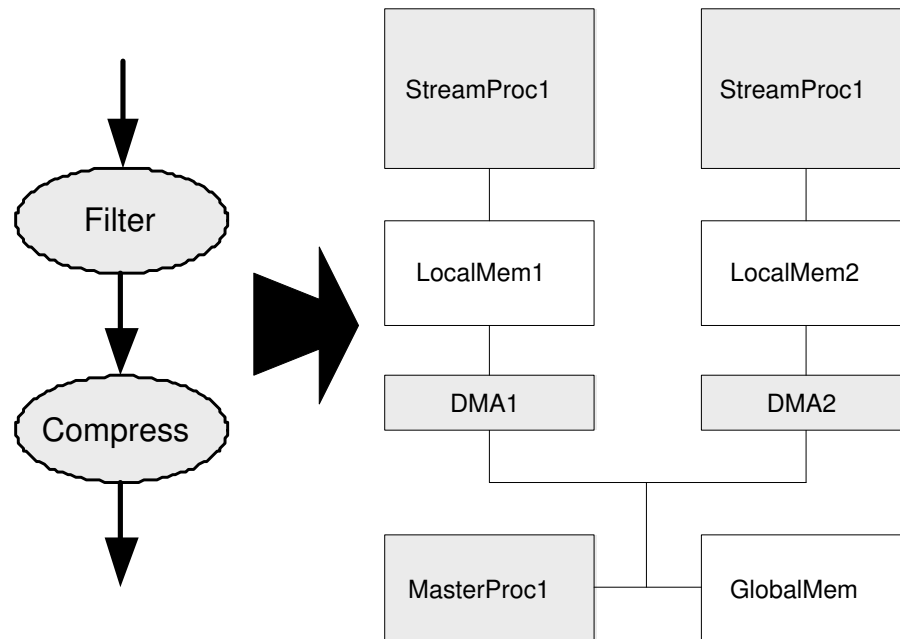 Filter
Compress
StreamProc1
StreamProc1
LocalMem1
LocalMem2
DMA1
DMA2
MasterProc1
GlobalMem